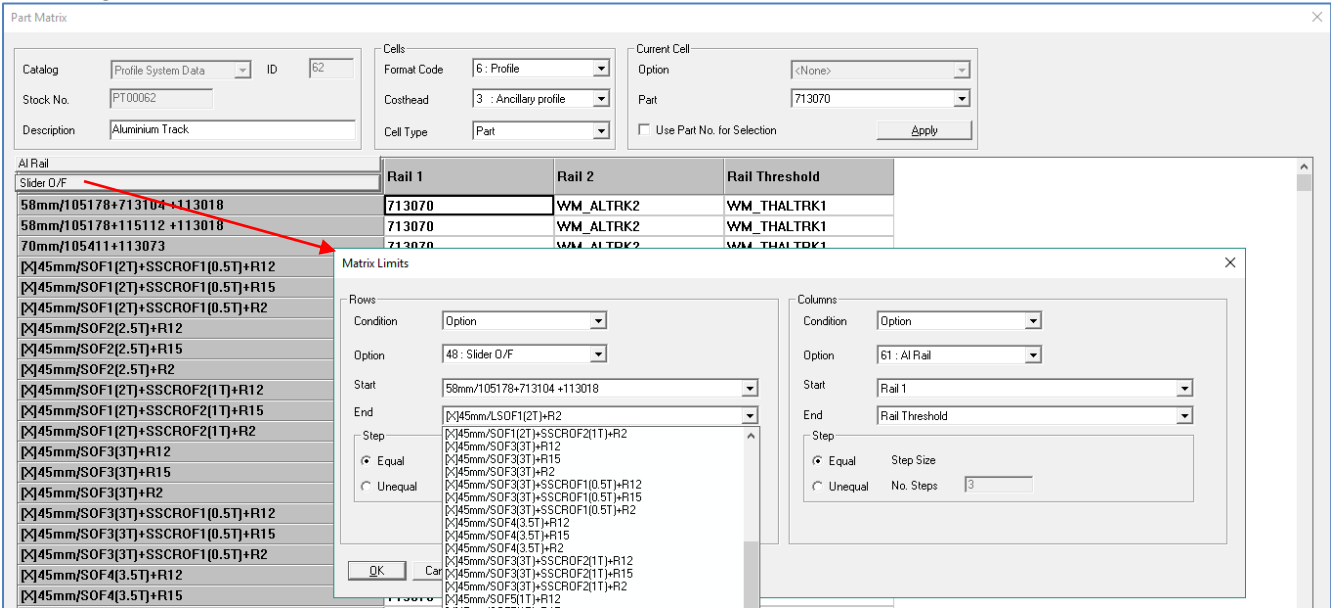 Part Matrix
Cells
Current Cell
Catalog Profile System Data ID 62 Format Code 6 : Profile Option <None>
Stock No. PT00062 Costhead 3 : Ancillary profile Part 713070
Description Aluminium Track Cell Type Part Use Part No. for Selection Apply
Al Rail
Slider O/F Rail 1 Rail 2 Rail Threshold
58mm/105178+713104 +113018 713070 WM_ALTRK2 WM_THALTRK1
58mm/105178+115112 +113018 713070 WM_ALTRK2 WM_THALTRK1
70mm/105411+113073 713070 WM_ALTRK2 WM_THALTRK1
[X]45mm/SOF1(2T)+SSCROF1(0.5T)+R12
[X]45mm/SOF1(2T)+SSCROF1(0.5T)+R15
[X]45mm/SOF1(2T)+SSCROF1(0.5T)+R2
[X]45mm/SOF2(2.5T)+R12
[X]45mm/SOF2(2.5T)+R15
[X]45mm/SOF2(2.5T)+R2
[X]45mm/SOF1(2T)+SSCROF2(1T)+R12
[X]45mm/SOF1(2T)+SSCROF2(1T)+R15
[X]45mm/SOF1(2T)+SSCROF2(1T)+R2
[X]45mm/SOF3(3T)+R12
[X]45mm/SOF3(3T)+R15
[X]45mm/SOF3(3T)+R2
[X]45mm/SOF3(3T)+SSCROF1(0.5T)+R12
[X]45mm/SOF3(3T)+SSCROF1(0.5T)+R15
[X]45mm/SOF3(3T)+SSCROF1(0.5T)+R2
[X]45mm/SOF4(3.5T)+R12
[X]45mm/SOF4(3.5T)+R15
Matrix Limits
Rows
Condition Option
Option 48 : Slider O/F
Start 58mm/105178+713104 +113018
End [X]45mm/LSOF1(2T)+R2
Step
Equal
Unequal
[X]45mm/SOF1(2T)+SSCROF2(1T)+R2
[X]45mm/SOF3(3T)+R12
[X]45mm/SOF3(3T)+R15
[X]45mm/SOF3(3T)+R2
[X]45mm/SOF3(3T)+SSCROF1(0.5T)+R12
[X]45mm/SOF3(3T)+SSCROF1(0.5T)+R15
[X]45mm/SOF3(3T)+SSCROF1(0.5T)+R2
[X]45mm/SOF4(3.5T)+R12
[X]45mm/SOF4(3.5T)+R15
[X]45mm/SOF4(3.5T)+R2
[X]45mm/SOF3(3T)+SSCROF2(1T)+R12
[X]45mm/SOF3(3T)+SSCROF2(1T)+R15
[X]45mm/SOF3(3T)+SSCROF2(1T)+R2
[X]45mm/SOF5(1T)+R12
OK Can
Columns
Condition Option
Option 61 : Al Rail
Start Rail 1
End Rail Threshold
Step
Equal Step Size
Unequal No. Steps 3